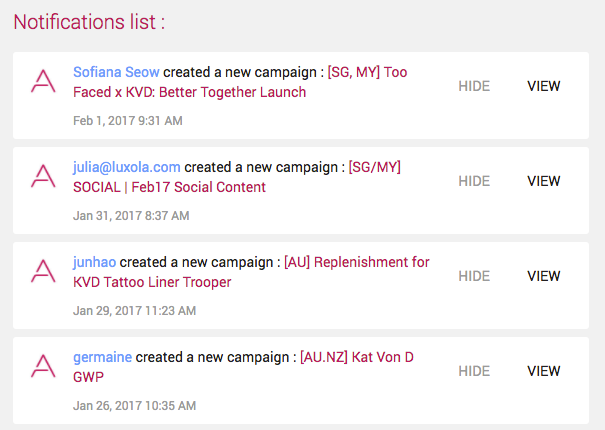 Notifications list :
Sofiana Seow created a new campaign : [SG, MY] Too
Faced x KVD: Better Together Launch
Feb 1, 2017 9:31 AM
HIDE
VIEW
julia@luxola.com created a new campaign : [SG/MY]
SOCIAL | Feb17 Social Content
Jan 31, 2017 8:37 AM
HIDE
VIEW
junhao created a new campaign : [AU] Replenishment for
KVD Tattoo Liner Trooper
Jan 29, 2017 11:23 AM
HIDE
VIEW
germaine created a new campaign : [AU.NZ] Kat Von D
GWP
Jan 26, 2017 10:35 AM
HIDE
VIEW